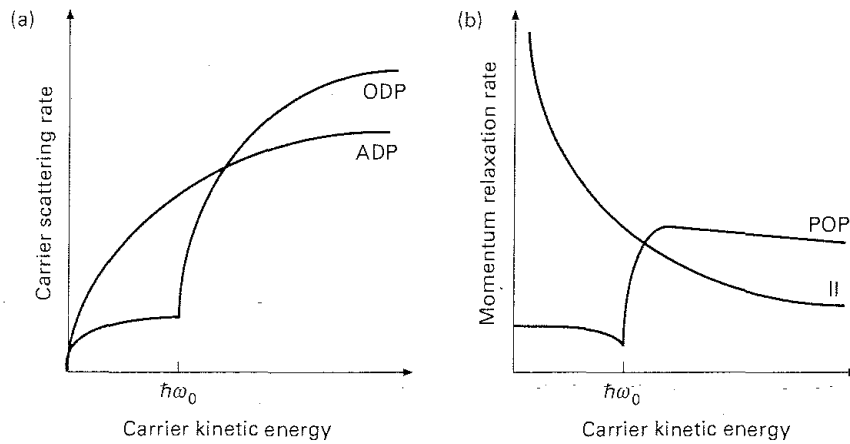 (a)
Carrier scattering rate
ODP
ADP
ħω₀
Carrier kinetic energy
(b)
Momentum relaxation rate
POP
II
ħω₀
Carrier kinetic energy